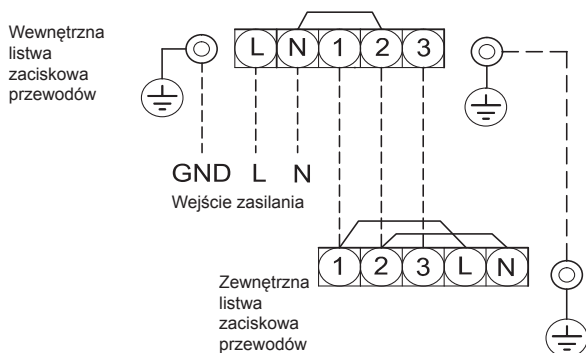 Wewnętrzna
listwa
zaciskowa
przewodów
L N 1 2 3
GND L N
Wejście zasilania
1 2 3 L N
Zewnętrzna
listwa
zaciskowa
przewodów